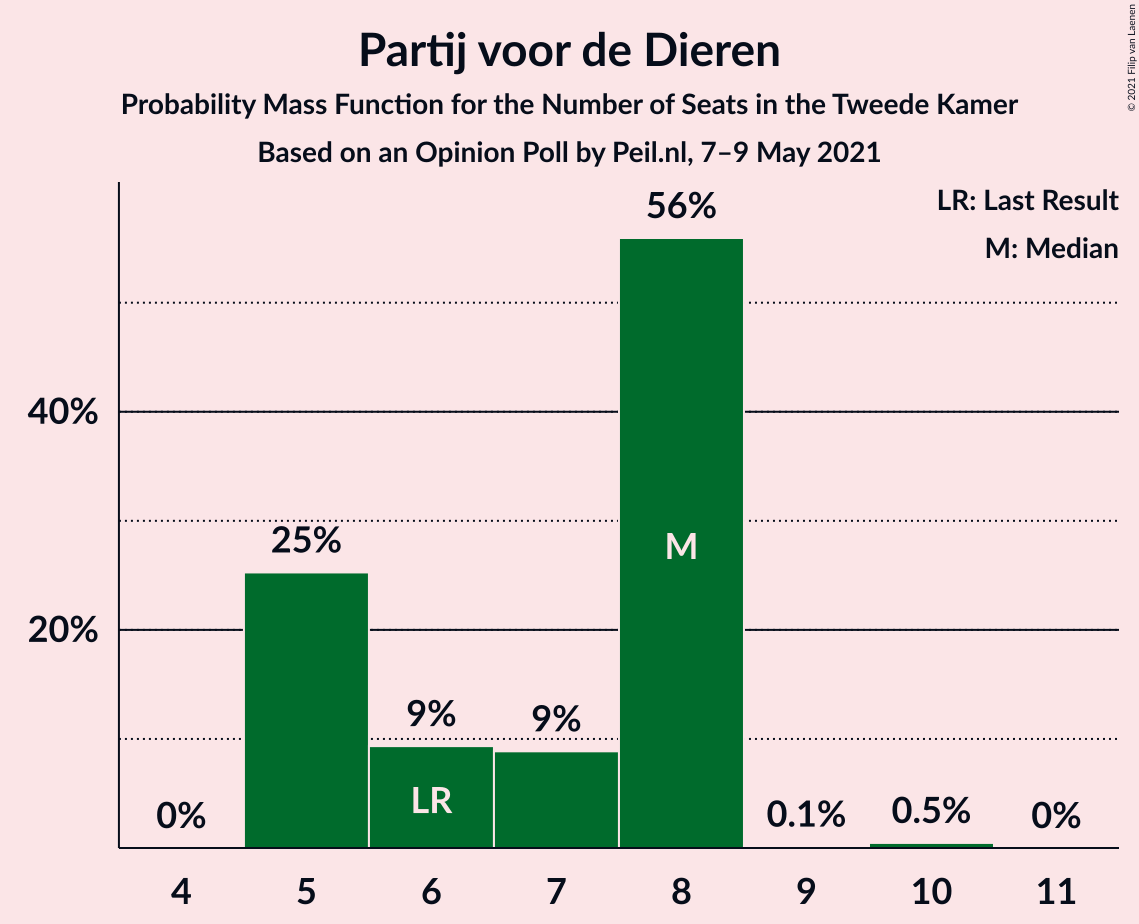 Partij voor de Dieren
Probability Mass Function for the Number of Seats in the Tweede Kamer
Based on an Opinion Poll by Peil.nl, 7–9 May 2021
© 2021 Filip van Laenen
LR: Last Result
M: Median
56%
40%
25%
M
20%
9%
9%
LR
0%
0.1%
0.5%
0%
4 5 6 7 8 9 10 11